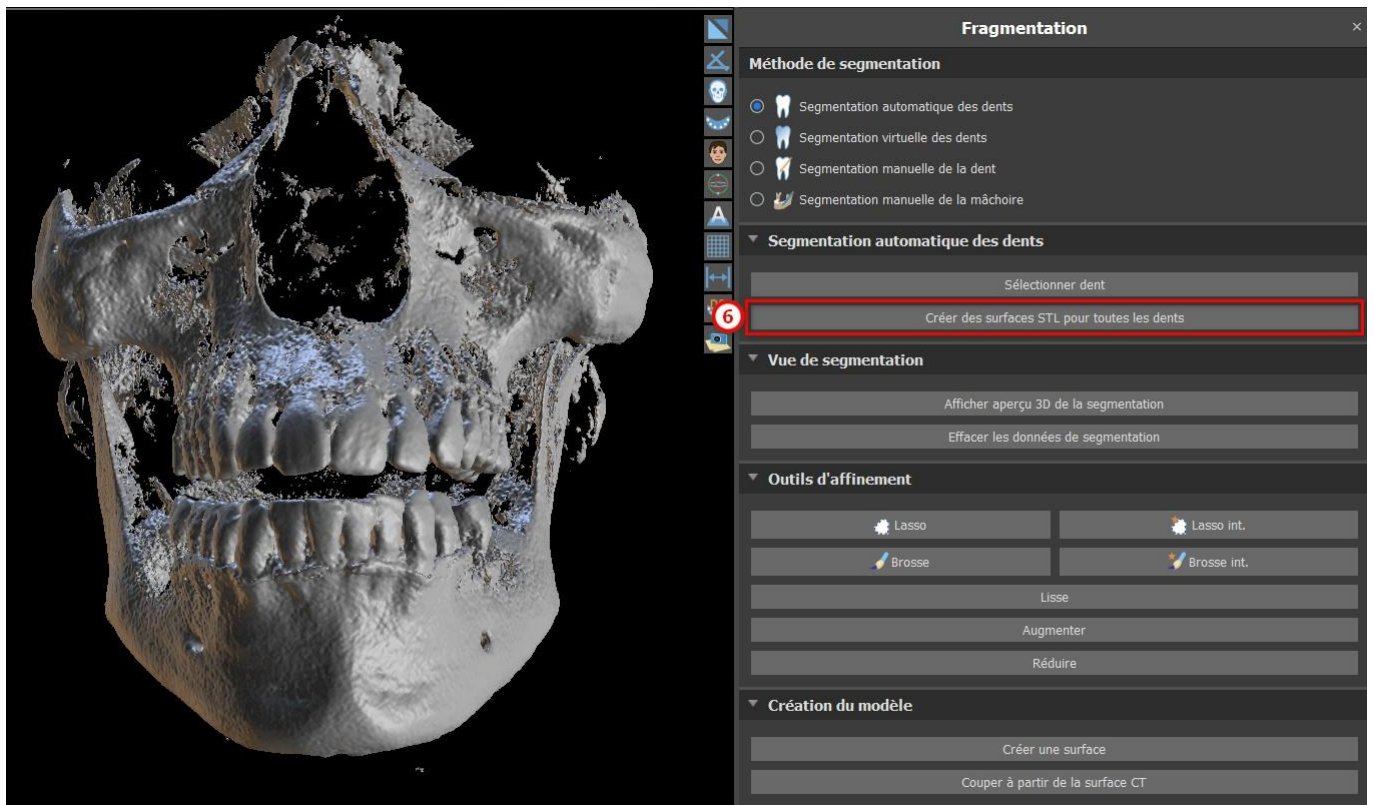 Fragmentation
×
Méthode de segmentation
Segmentation automatique des dents
Segmentation virtuelle des dents
Segmentation manuelle de la dent
Segmentation manuelle de la mâchoire
Segmentation automatique des dents
Sélectionner dent
6
Créer des surfaces STL pour toutes les dents
Vue de segmentation
Afficher aperçu 3D de la segmentation
Effacer les données de segmentation
Outils d'affinement
Lasso
Lasso int.
Brosse
Brosse int.
Lisse
Augmenter
Réduire
Création du modèle
Créer une surface
Couper à partir de la surface CT